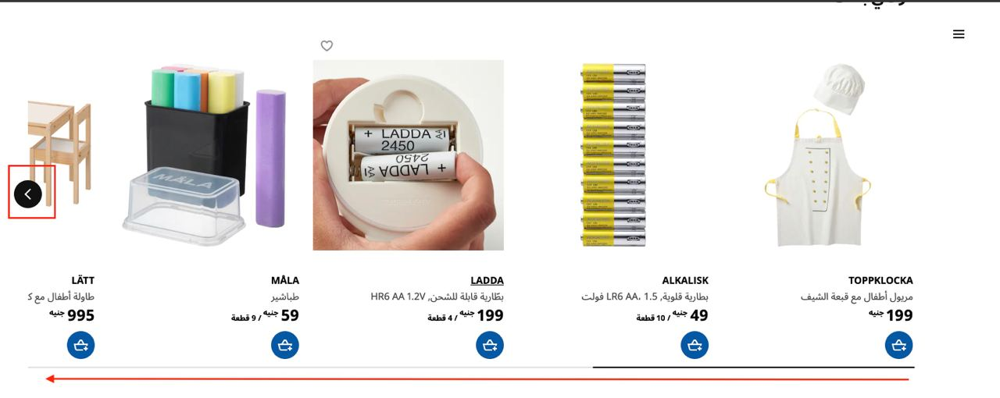 TOPPKLOCKA
مريول أطفال مع قبعة الشيف
199 جنيه
ALKALISK
بطارية قلوية, LR6 AA، 1.5 فولت
49 جنيه / 10 قطعة
LADDA
بطّارية قابلة للشحن, HR6 AA 1.2V
199 جنيه / 4 قطعة
MÅLA
طباشير
59 جنيه / 9 قطعة
LÄTT
طاولة أطفال مع
995 جنيه
LADDA
2450
LADDA
2450
AA
MÅLA
IKEA